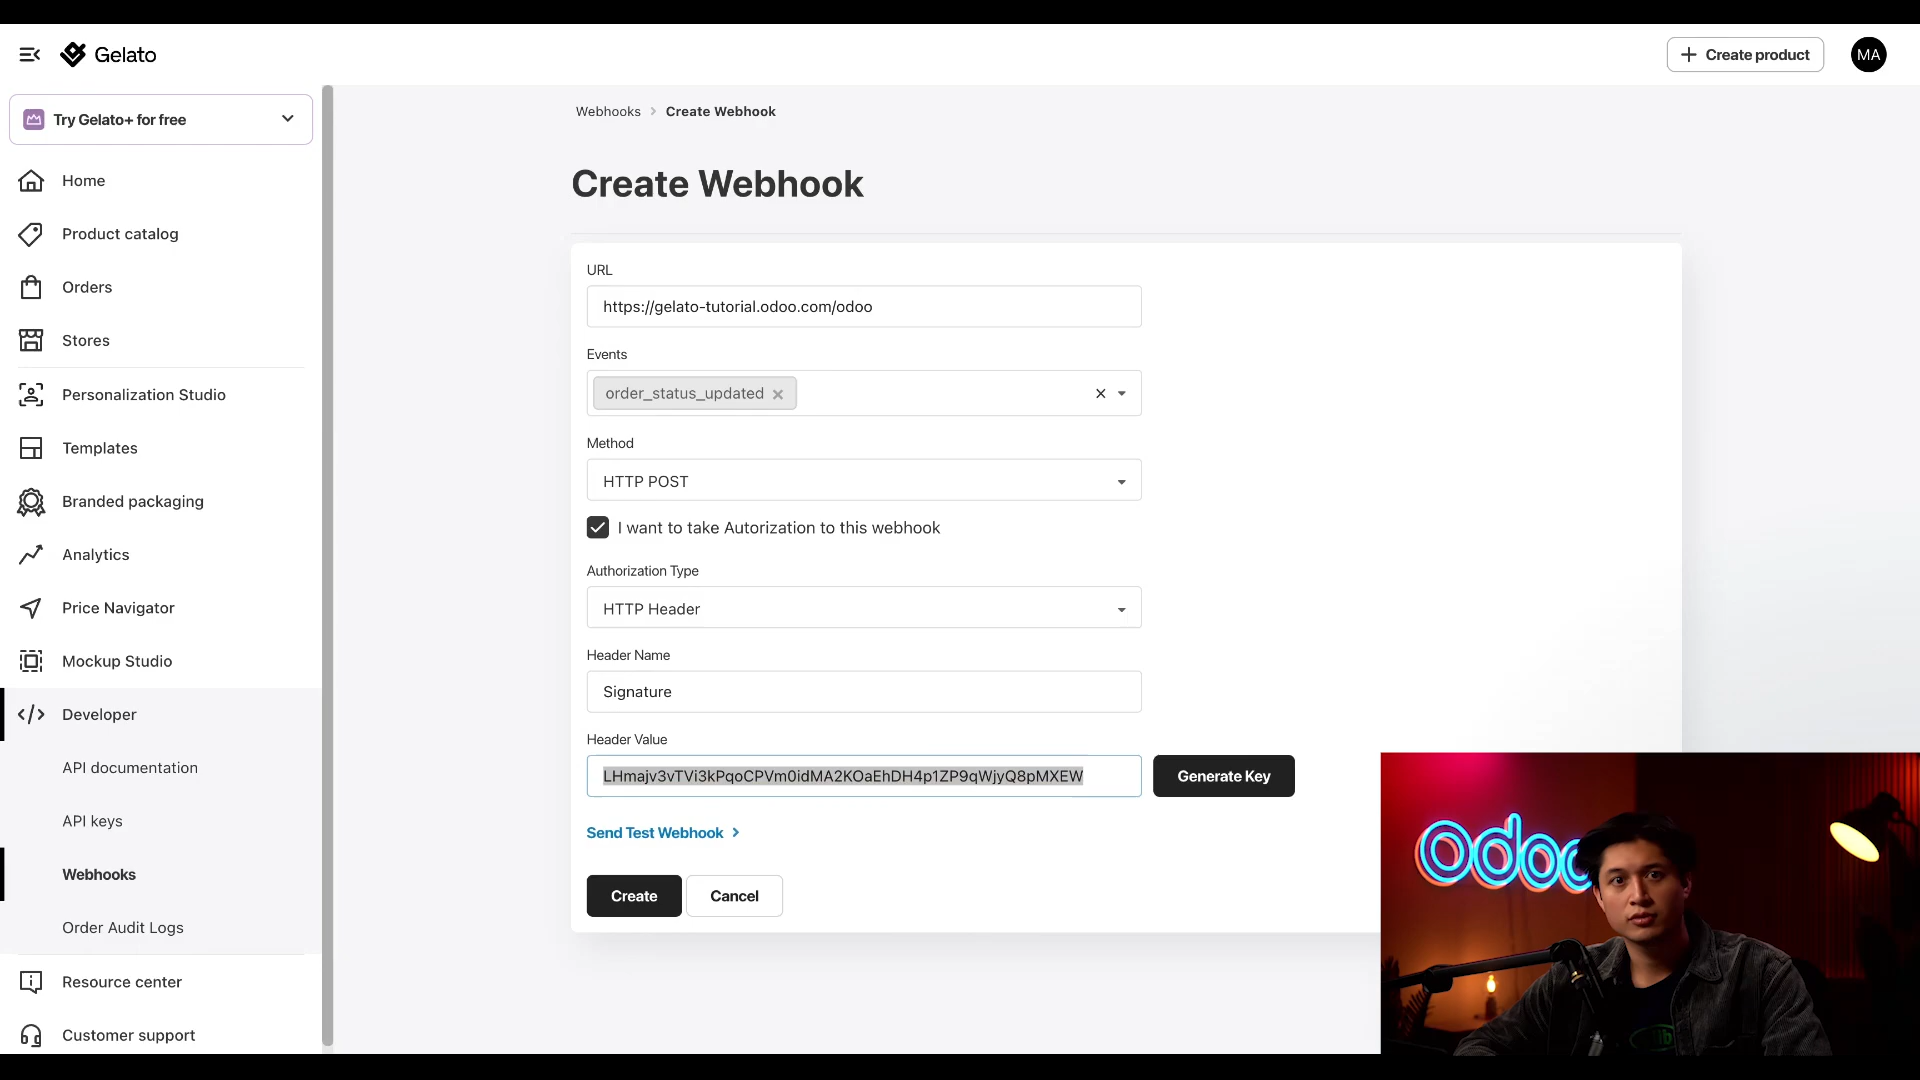 Gelato
Create product
MA
Try Gelato+ for free
Home
Product catalog
Orders
Stores
Personalization Studio
Templates
Branded packaging
Analytics
Price Navigator
Mockup Studio
Developer
API documentation
API keys
Webhooks
Order Audit Logs
Resource center
Customer support
Webhooks > Create Webhook
Create Webhook
URL
https://gelato-tutorial.odoo.com/odoo
Events
order_status_updated
Method
HTTP POST
I want to take Autorization to this webhook
Authorization Type
HTTP Header
Header Name
Signature
Header Value
LHmajv3vTVi3kPqoCPVm0idMA2KOaEhDH4p1ZP9qWjyQ8pMXEW
Generate Key
Send Test Webhook
Create
Cancel
odoo